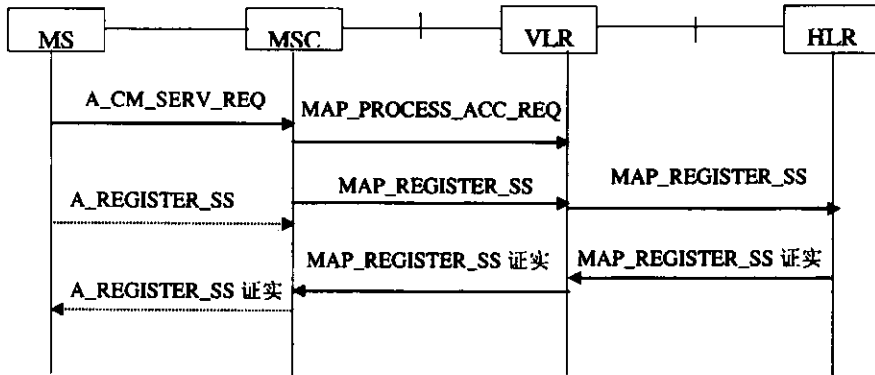 MS
MSC
VLR
HLR
A_CM_SERV_REQ
MAP_PROCESS_ACC_REQ
A_REGISTER_SS
MAP_REGISTER_SS
MAP_REGISTER_SS
MAP_REGISTER_SS 证实
MAP_REGISTER_SS 证实
A_REGISTER_SS 证实